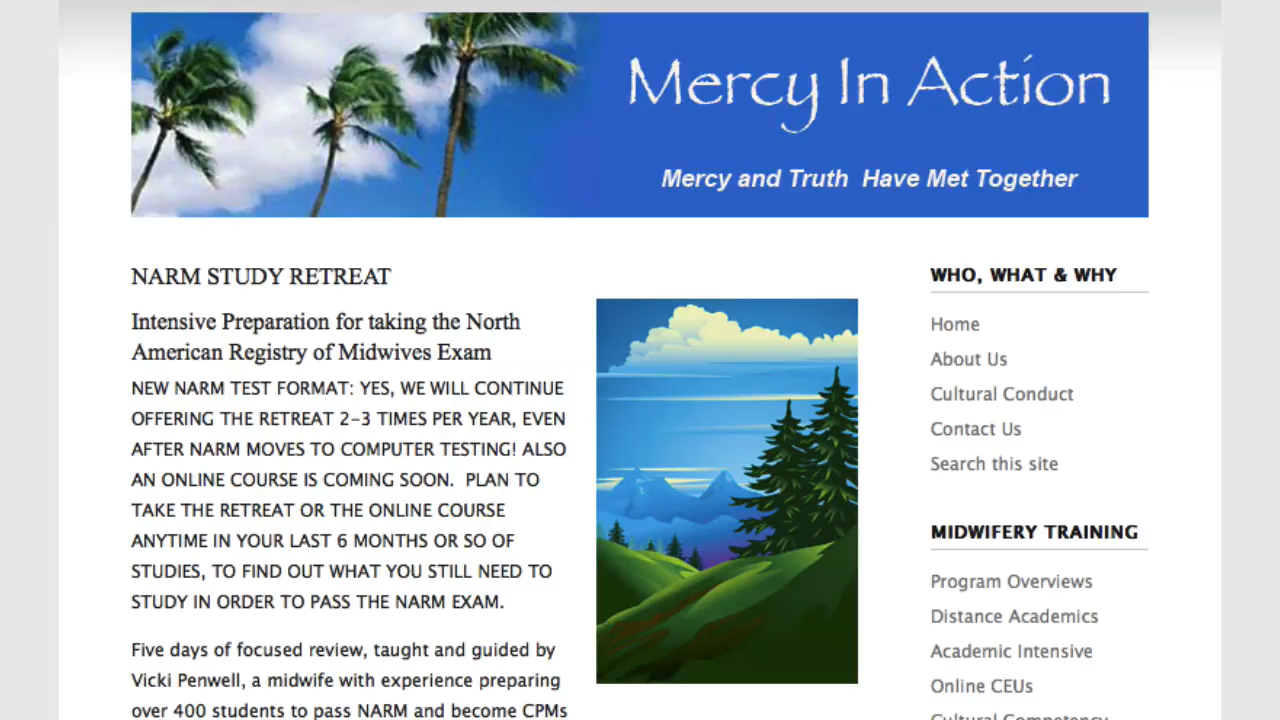 Mercy In Action
Mercy and Truth Have Met Together
NARM STUDY RETREAT
Intensive Preparation for taking the North
American Registry of Midwives Exam
NEW NARM TEST FORMAT: YES, WE WILL CONTINUE
OFFERING THE RETREAT 2-3 TIMES PER YEAR, EVEN
AFTER NARM MOVES TO COMPUTER TESTING! ALSO
AN ONLINE COURSE IS COMING SOON. PLAN TO
TAKE THE RETREAT OR THE ONLINE COURSE
ANYTIME IN YOUR LAST 6 MONTHS OR SO OF
STUDIES, TO FIND OUT WHAT YOU STILL NEED TO
STUDY IN ORDER TO PASS THE NARM EXAM.
Five days of focused review, taught and guided by
Vicki Penwell, a midwife with experience preparing
over 400 students to pass NARM and become CPMs
WHO, WHAT & WHY
Home
About Us
Cultural Conduct
Contact Us
Search this site
MIDWIFERY TRAINING
Program Overviews
Distance Academics
Academic Intensive
Online CEUs
Cultural Competency